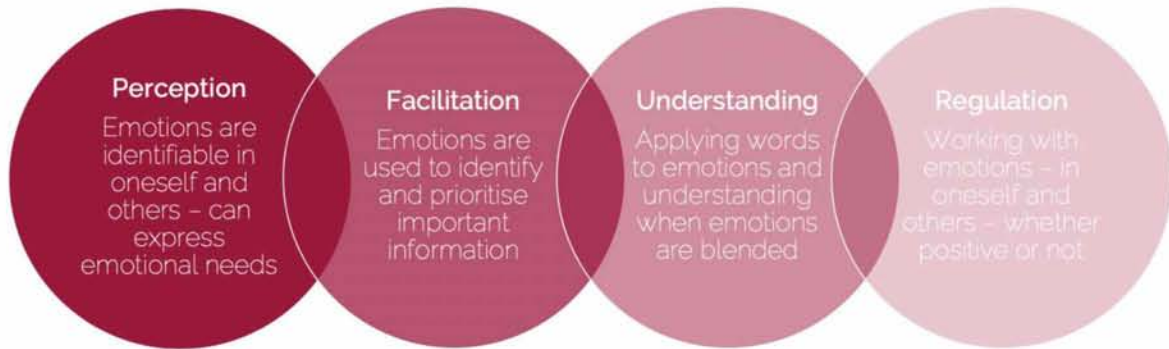 Perception
Emotions are
identifiable in
oneself and
others – can
express
emotional needs
Facilitation
Emotions are
used to identify
and prioritise
important
information
Understanding
Applying words
to emotions and
understanding
when emotions
are blended
Regulation
Working with
emotions – in
oneself and
others – whether
positive or not